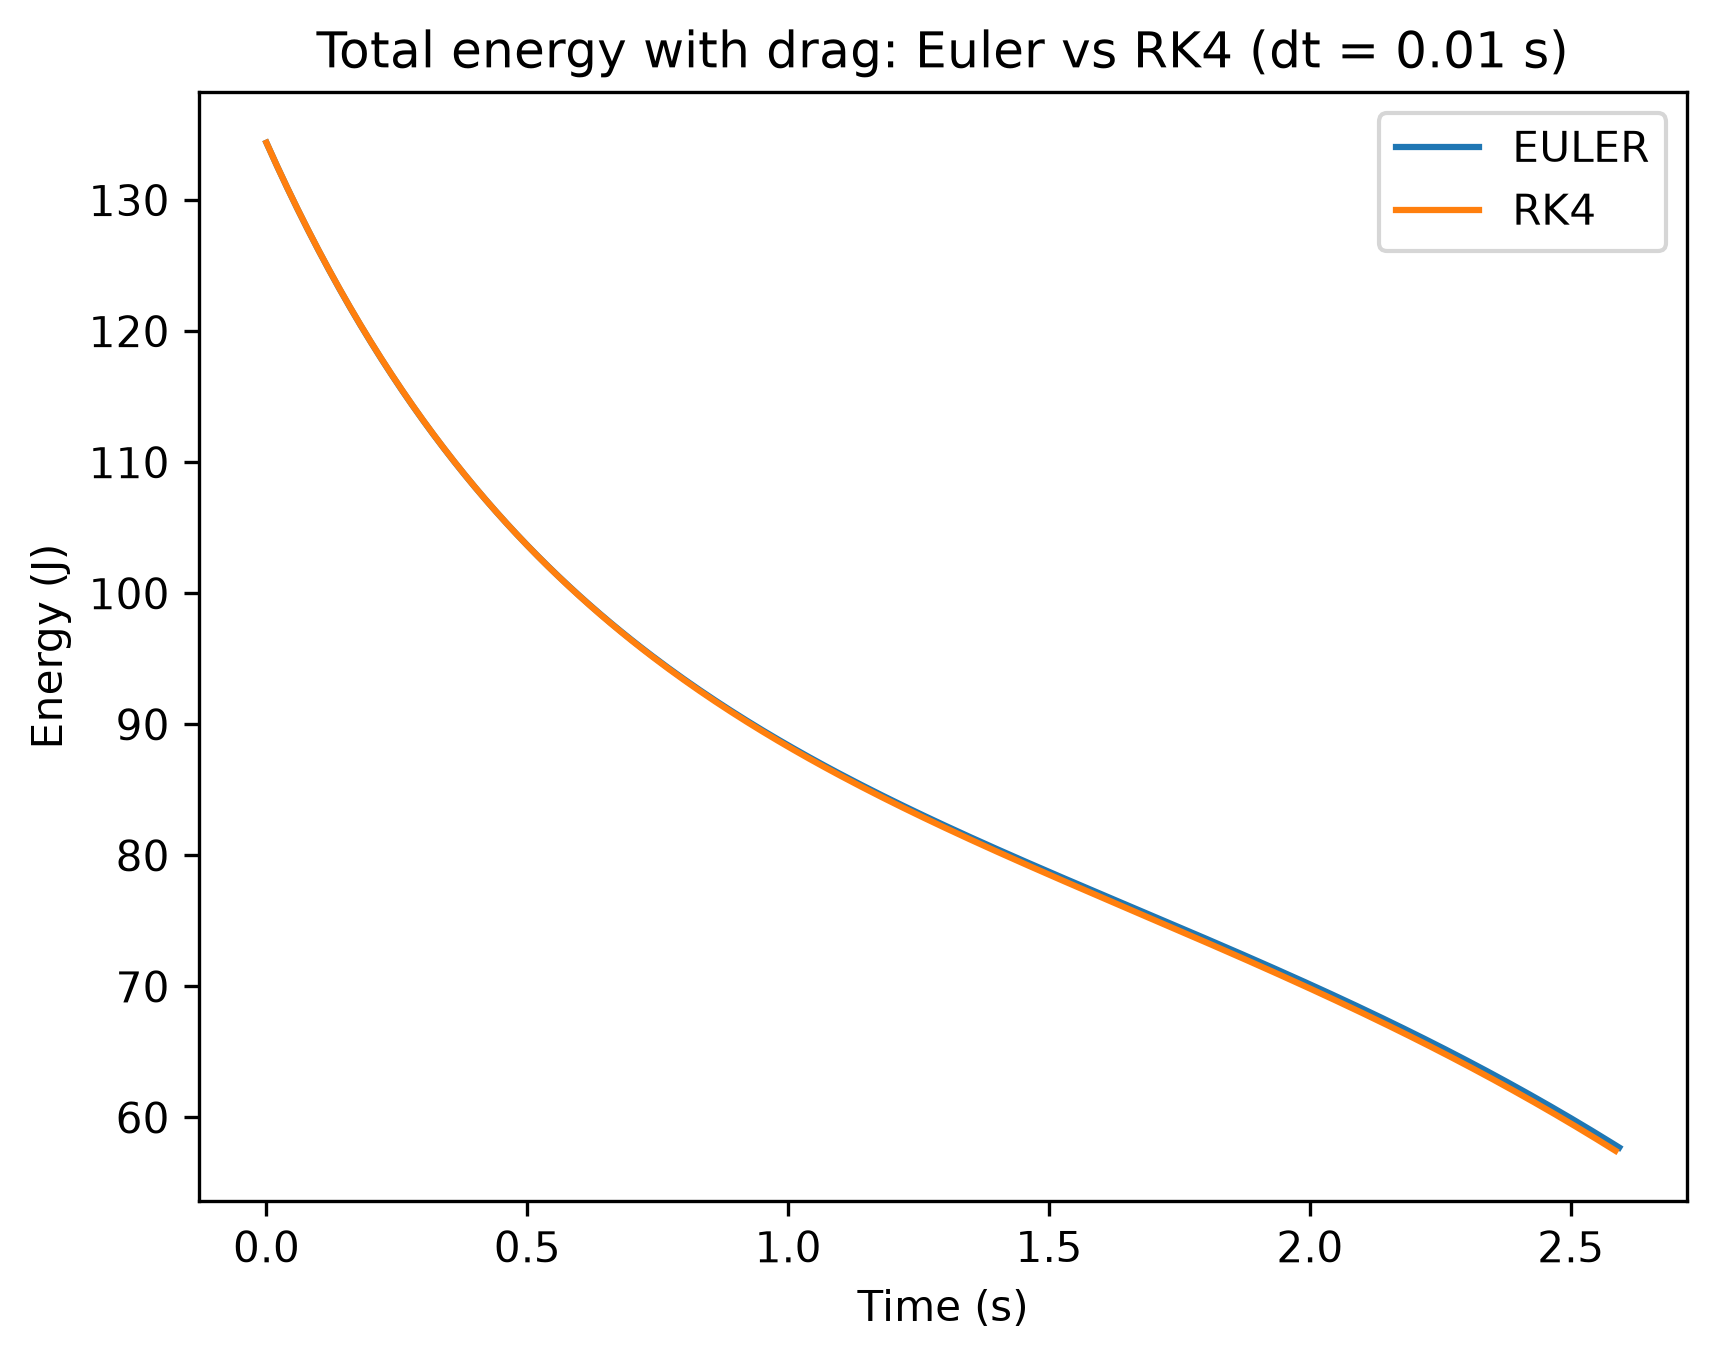 Total energy with drag: Euler vs RK4 (dt = 0.01 s)
EULER
RK4
130
120
110
100
90
80
70
60
Energy (J)
0.0 0.5 1.0 1.5 2.0 2.5
Time (s)